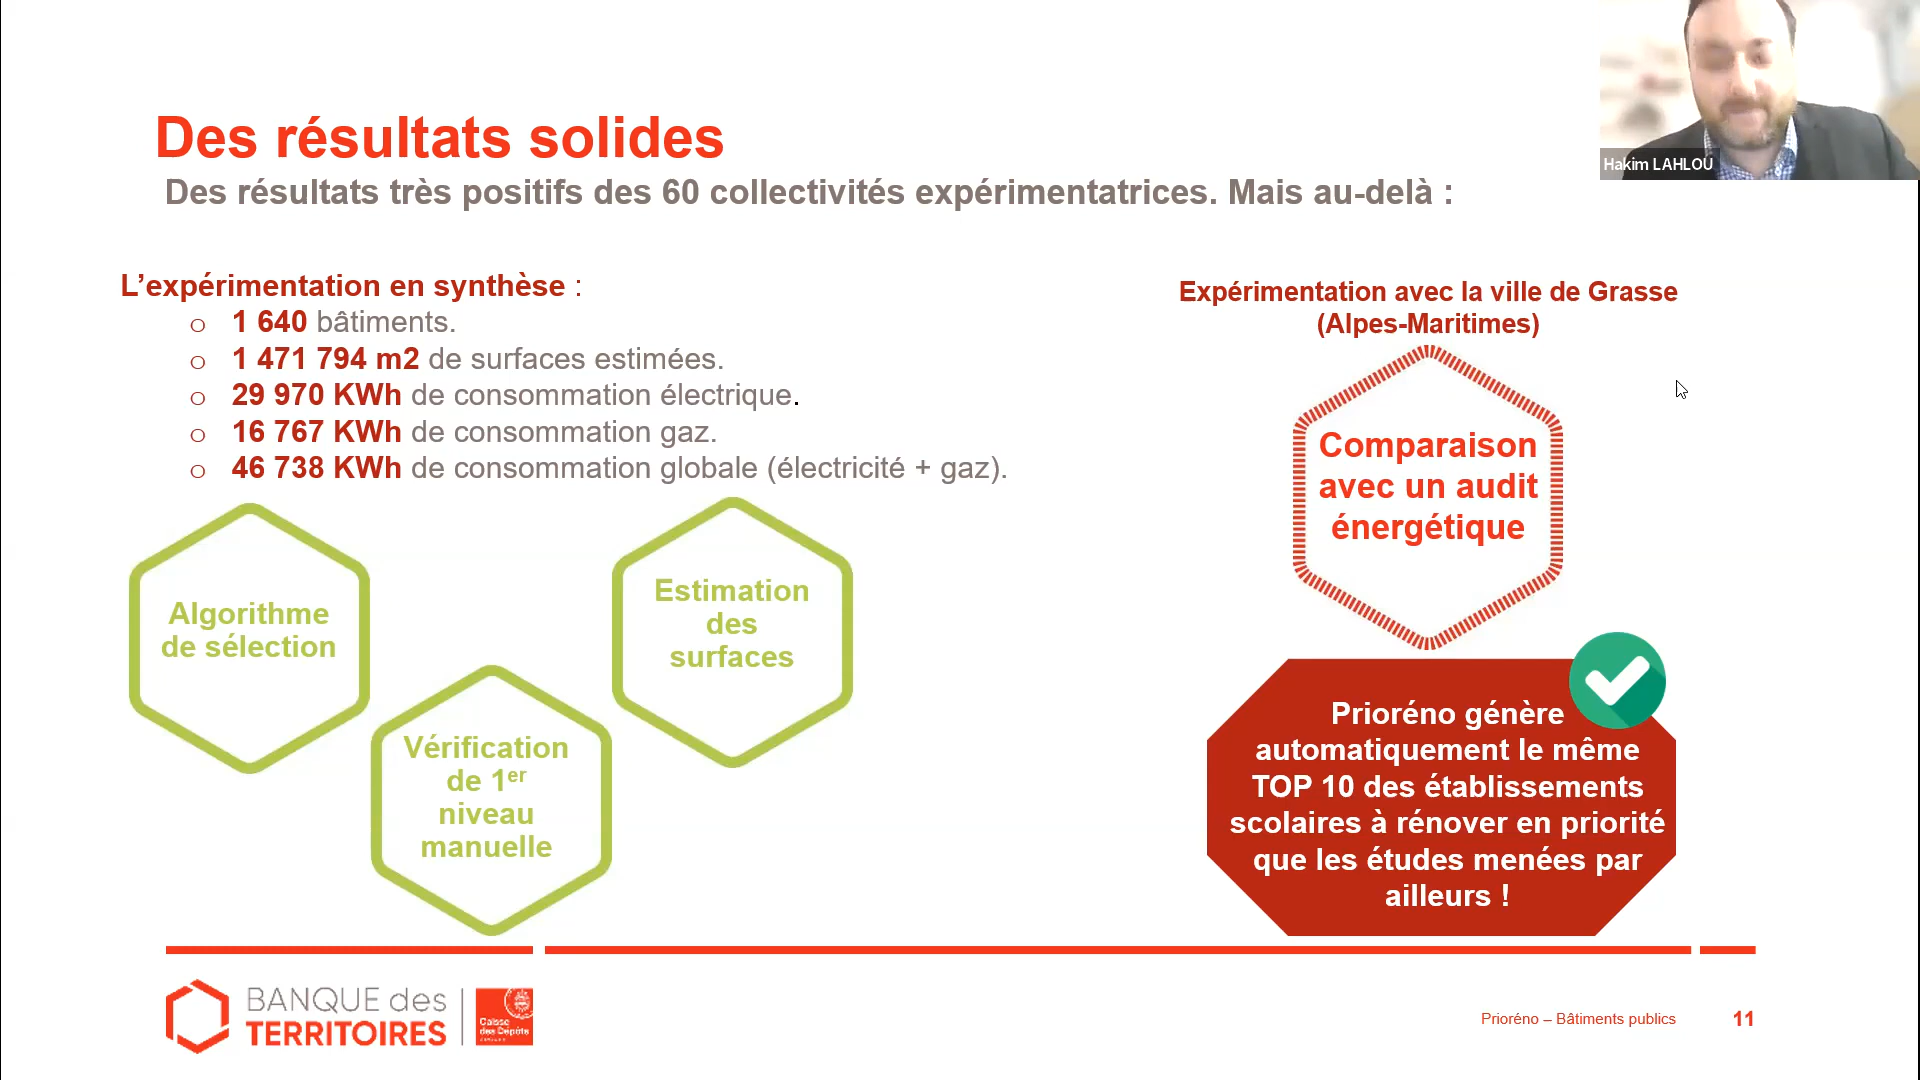 Des résultats solides
Des résultats très positifs des 60 collectivités expérimentatrices. Mais au-delà :
Hakim LAHLOU
L'expérimentation en synthèse :
o 1 640 bâtiments.
o 1 471 794 m2 de surfaces estimées.
o 29 970 KWh de consommation électrique.
o 16 767 KWh de consommation gaz.
o 46 738 KWh de consommation globale (électricité + gaz).
Algorithme
de sélection
Vérification
de 1er
niveau
manuelle
Estimation
des
surfaces
Expérimentation avec la ville de Grasse
(Alpes-Maritimes)
Comparaison
avec un audit
énergétique
Prioréno génère
automatiquement le même
TOP 10 des établissements
scolaires à rénover en priorité
que les études menées par
ailleurs !
BANQUE des
TERRITOIRES
Caisse
des Dépôts
Prioréno – Bâtiments publics
11